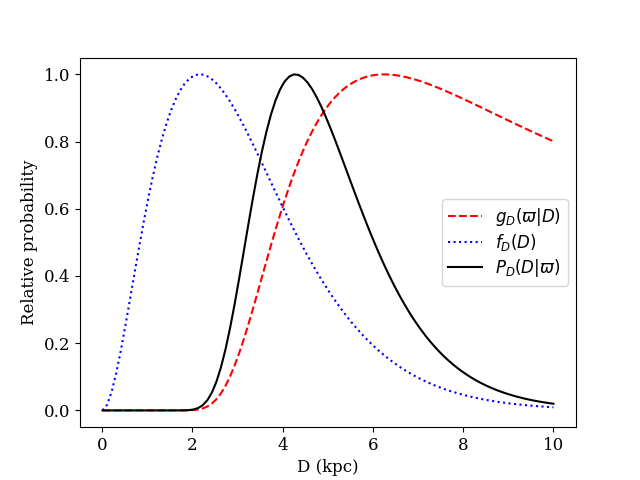 Relative probability
1.0
0.8
0.6
0.4
0.2
0.0
g_D(ϖ|D)
f_D(D)
P_D(D|ϖ)
0 2 4 6 8 10
D (kpc)